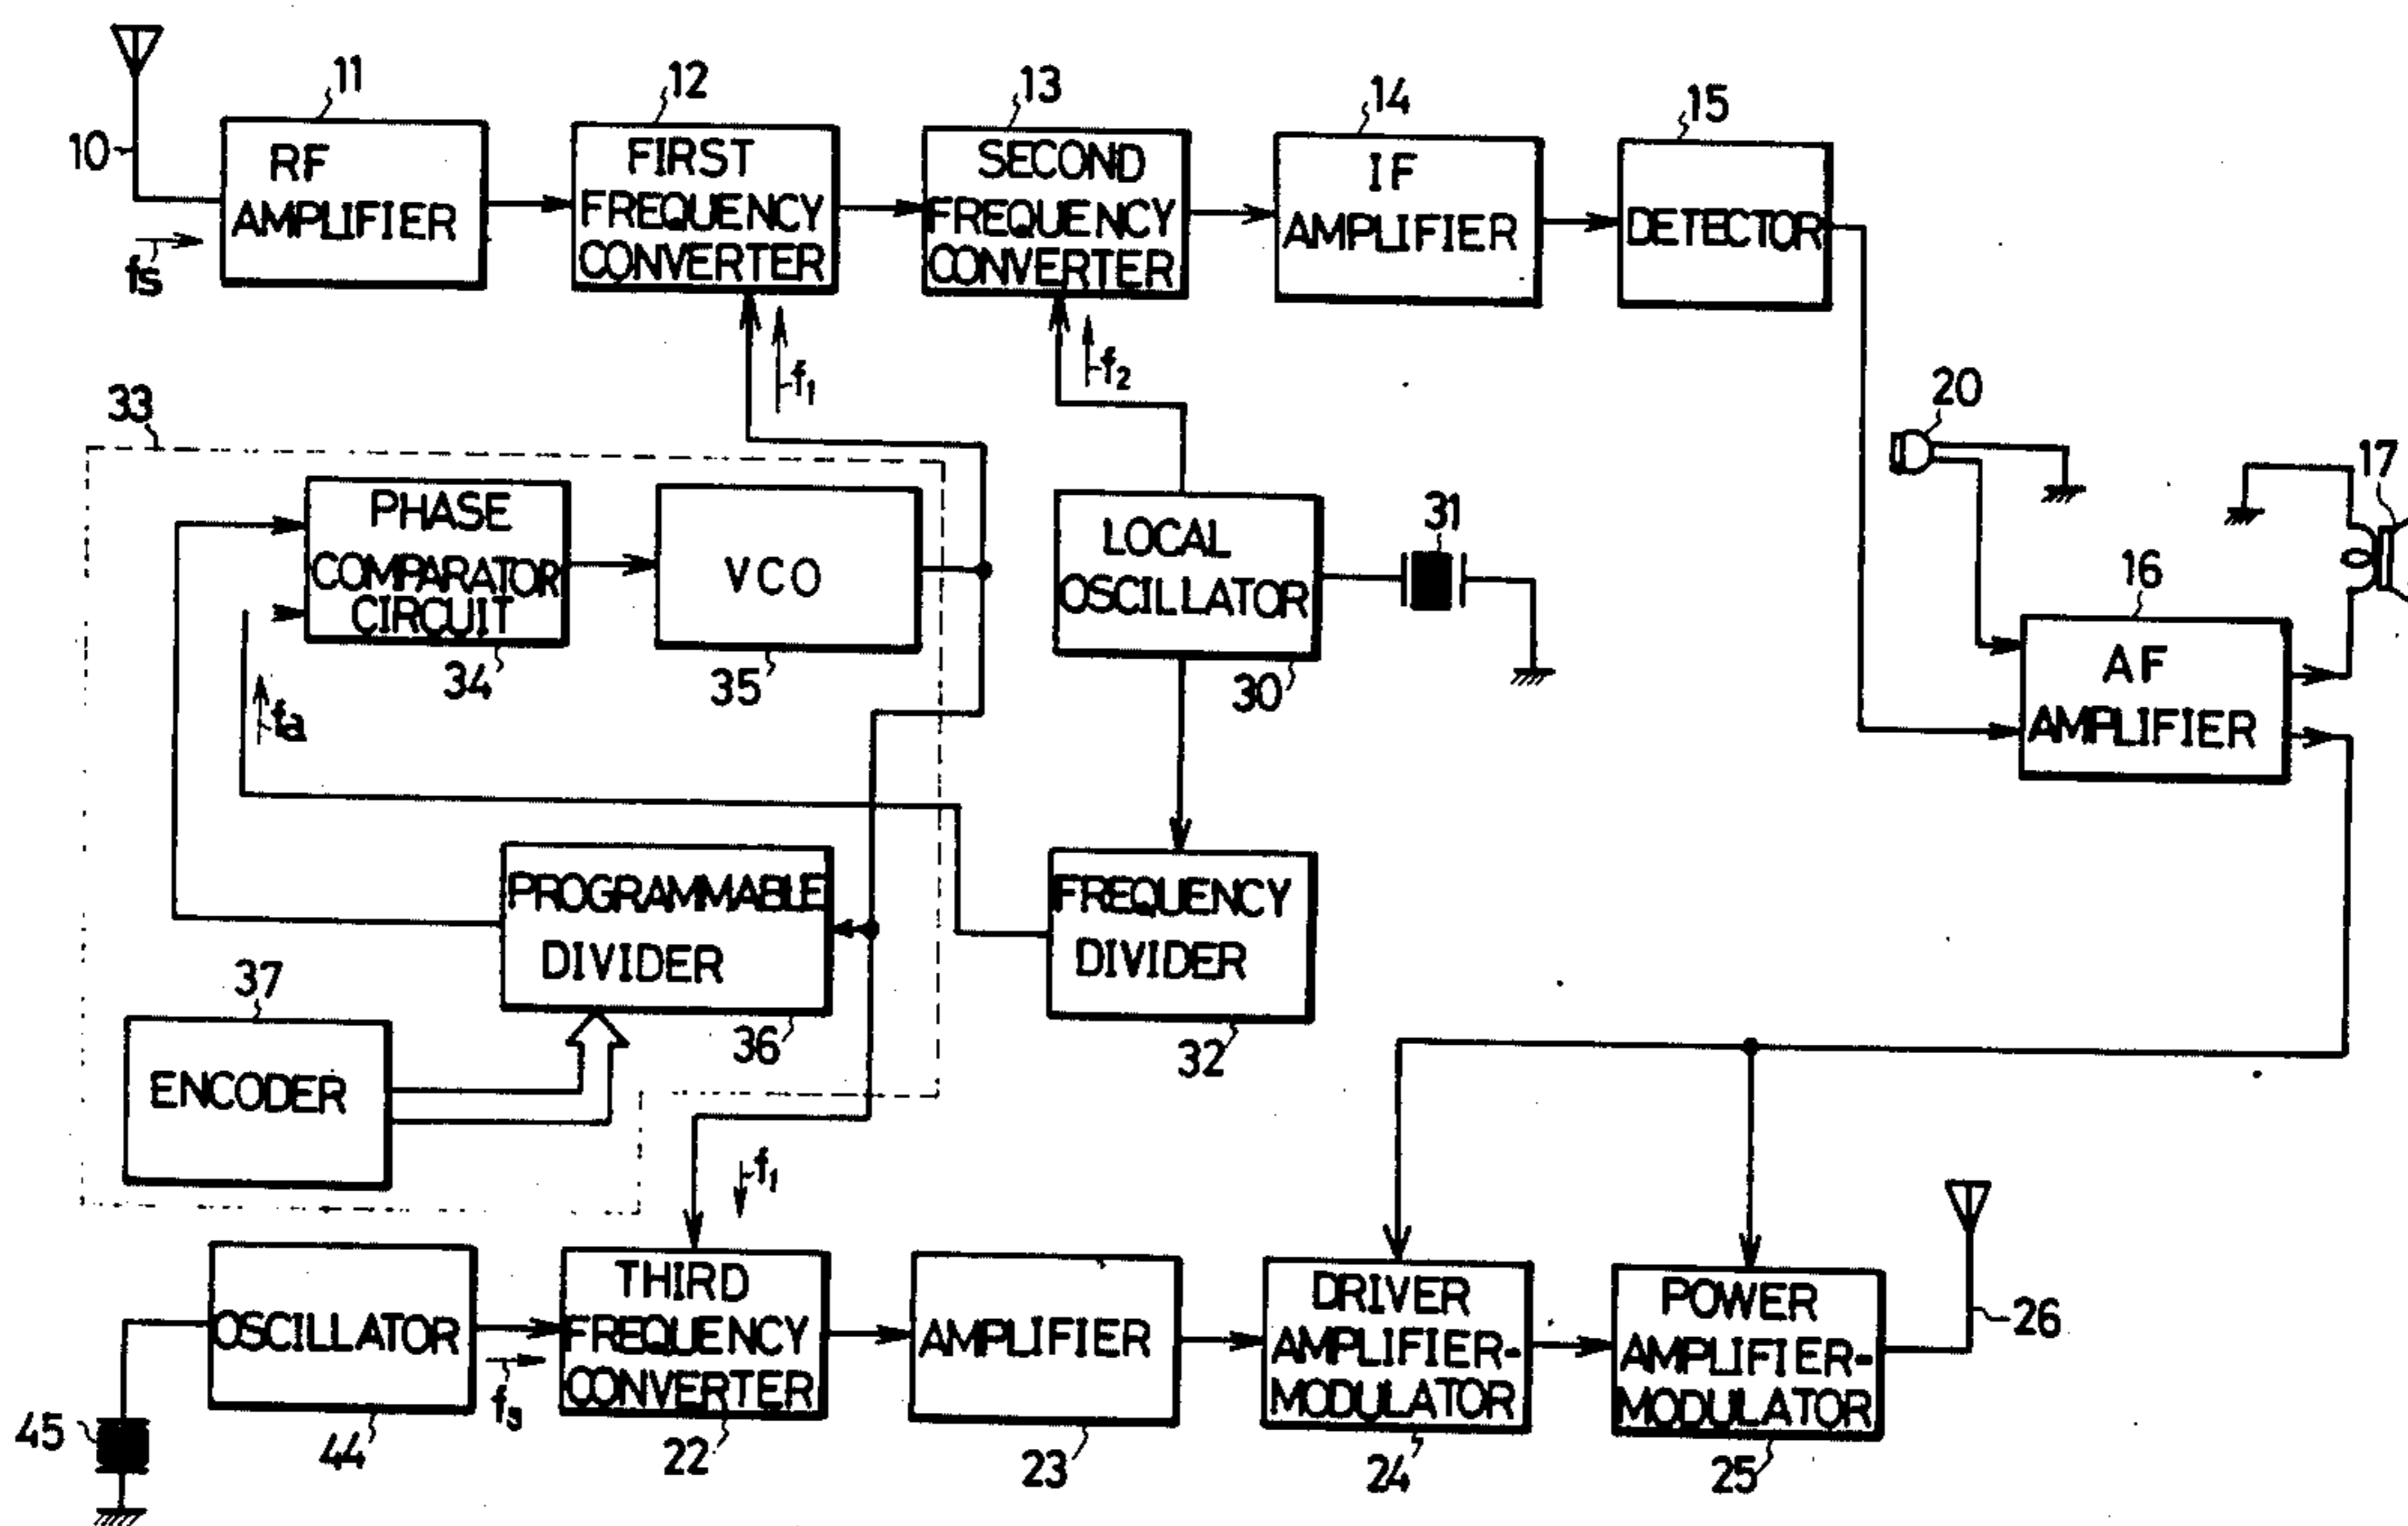 11
12
13
14
15
10
RF
AMPLIFIER
FIRST
FREQUENCY
CONVERTER
SECOND
FREQUENCY
CONVERTER
IF
AMPLIFIER
DETECTOR
fs
f1
f2
33
20
17
PHASE
COMPARATOR
CIRCUIT
34
VCO
35
LOCAL
OSCILLATOR
30
31
16
AF
AMPLIFIER
fa
PROGRAMMABLE
DIVIDER
36
FREQUENCY
DIVIDER
32
37
ENCODER
f1
OSCILLATOR
44
45
f3
THIRD
FREQUENCY
CONVERTER
22
AMPLIFIER
23
DRIVER
AMPLIFIER-
MODULATOR
24
POWER
AMPLIFIER-
MODULATOR
25
26